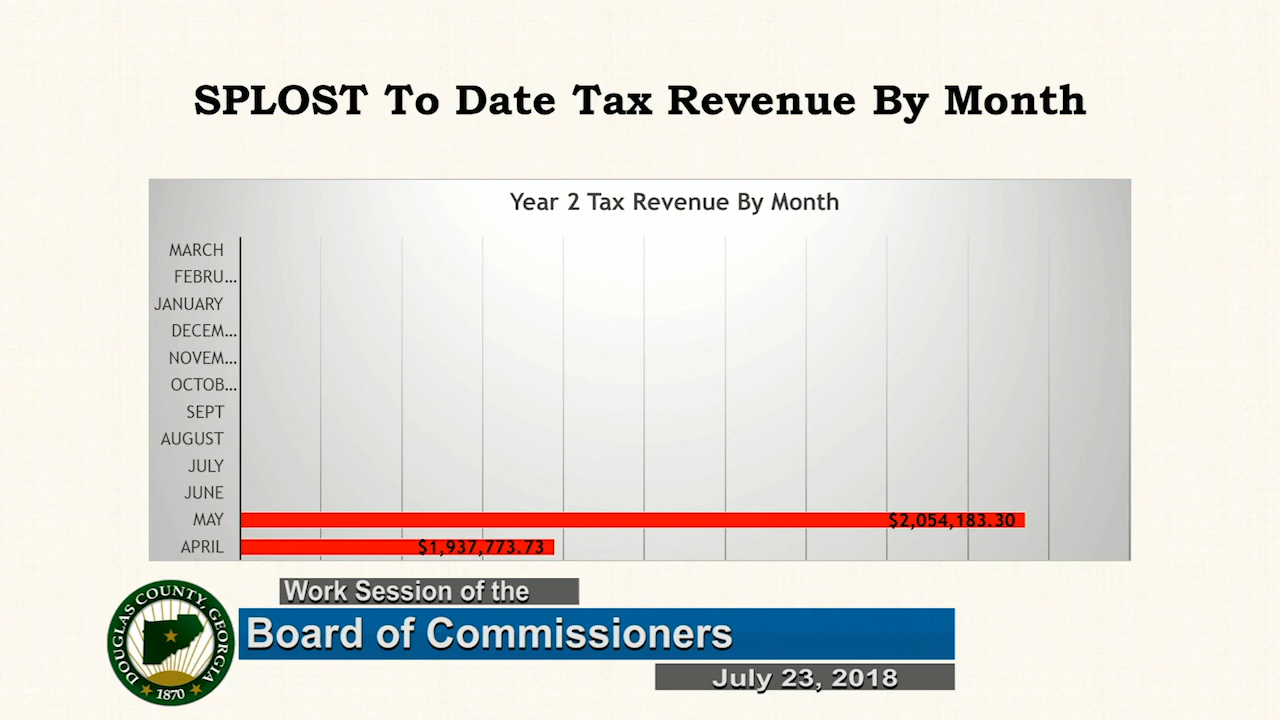 SPLOST To Date Tax Revenue By Month
Year 2 Tax Revenue By Month
MARCH
FEBRU...
JANUARY
DECEM...
NOVEM...
OCTOB...
SEPT
AUGUST
JULY
JUNE
MAY $2,054,183.30
APRIL $1,937,773.73
Work Session of the
Board of Commissioners
July 23, 2018
DOUGLAS COUNTY, GEORGIA
1870